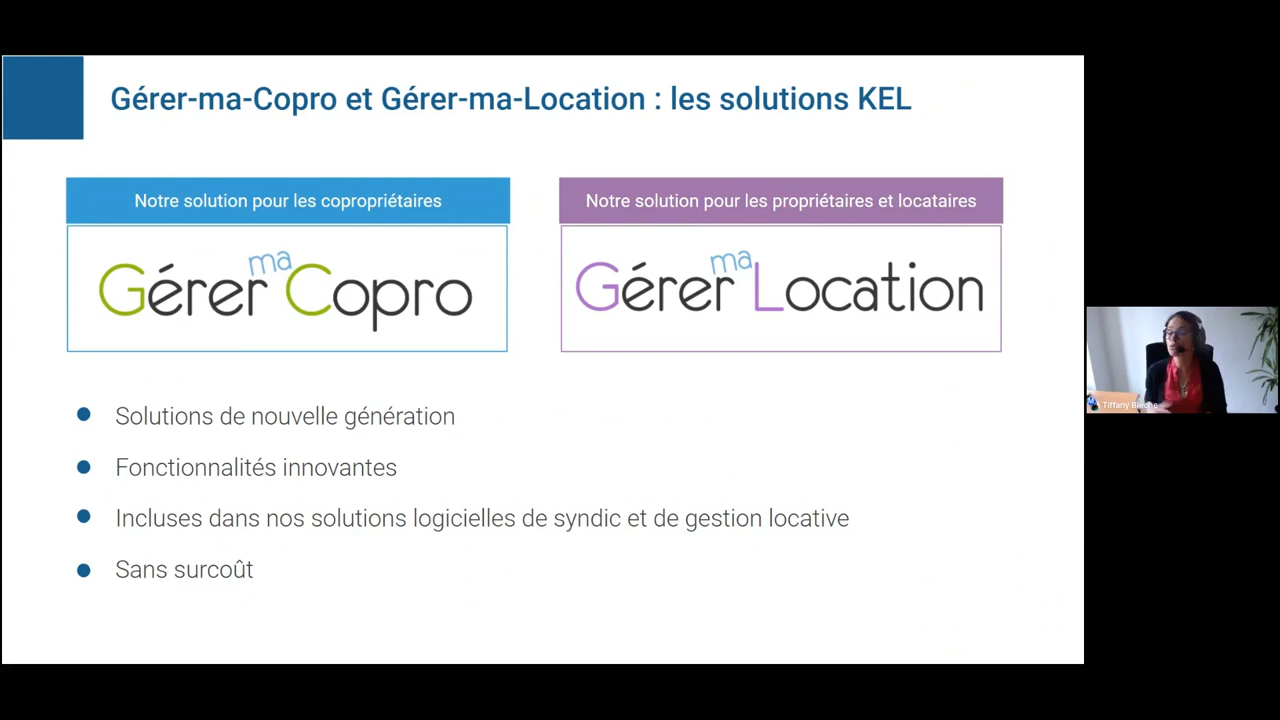 Gérer-ma-Copro et Gérer-ma-Location : les solutions KEL
Notre solution pour les copropriétaires
Notre solution pour les propriétaires et locataires
Gérer ma Copro
Gérer ma Location
Solutions de nouvelle génération
Fonctionnalités innovantes
Incluses dans nos solutions logicielles de syndic et de gestion locative
Sans surcoût
Tiffany